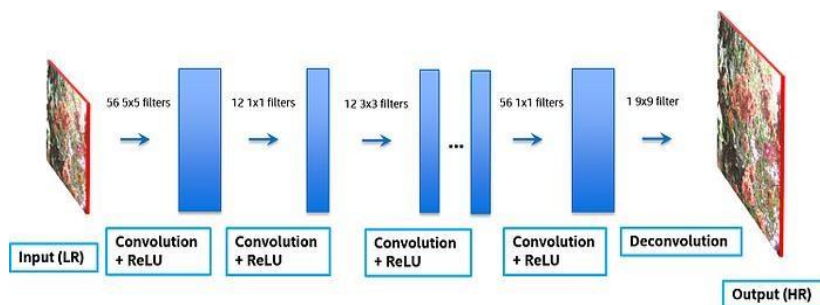 56 5x5 filters
12 1x1 filters
12 3x3 filters
56 1x1 filters
1 9x9 filter
...
Input (LR)
Convolution
+ ReLU
Convolution
+ ReLU
Convolution
+ ReLU
Convolution
+ ReLU
Deconvolution
Output (HR)